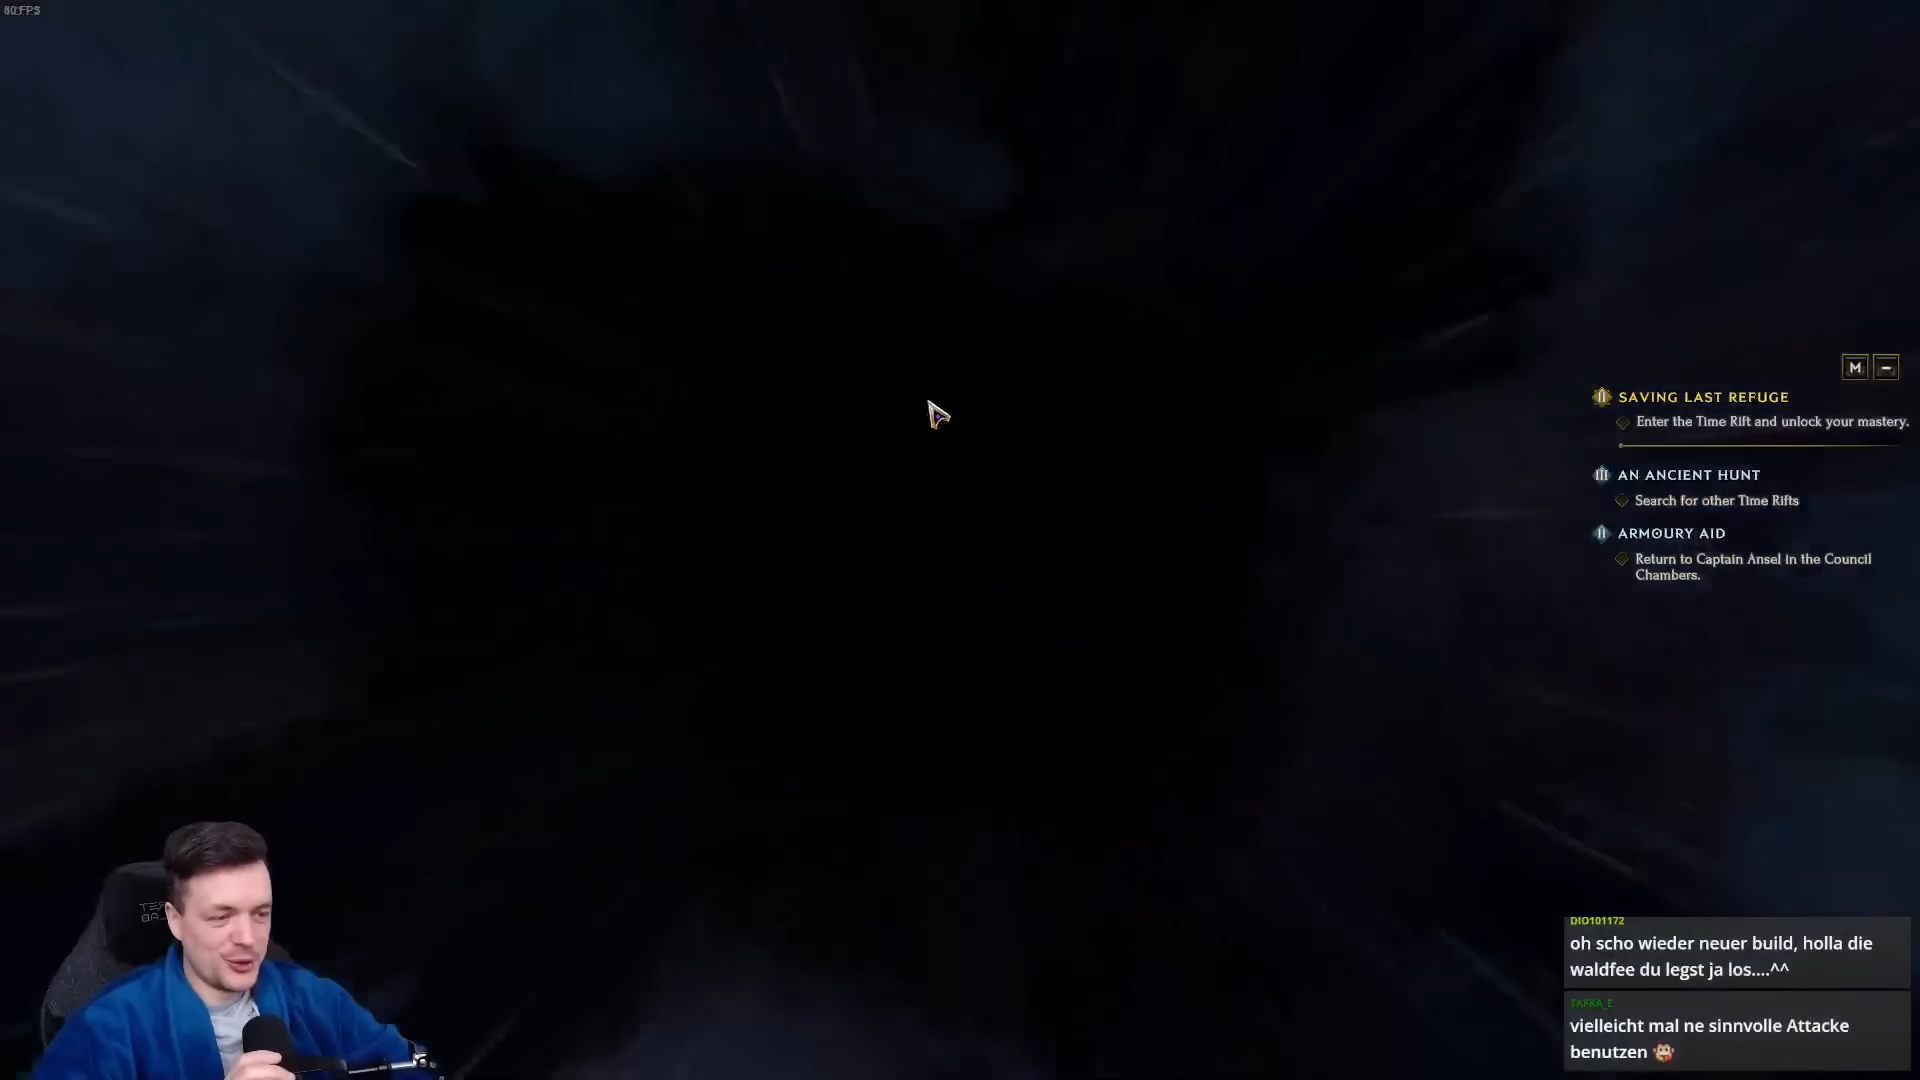 M
SAVING LAST REFUGE
Enter the Time Rift and unlock your mastery.
AN ANCIENT HUNT
Search for other Time Rifts
ARMOURY AID
Return to Captain Ansel in the Council
Chambers.
DIO101172
oh scho wieder neuer build, holla die
waldfee du legst ja los....^^
TAFKA_E
vielleicht mal ne sinnvolle Attacke
benutzen